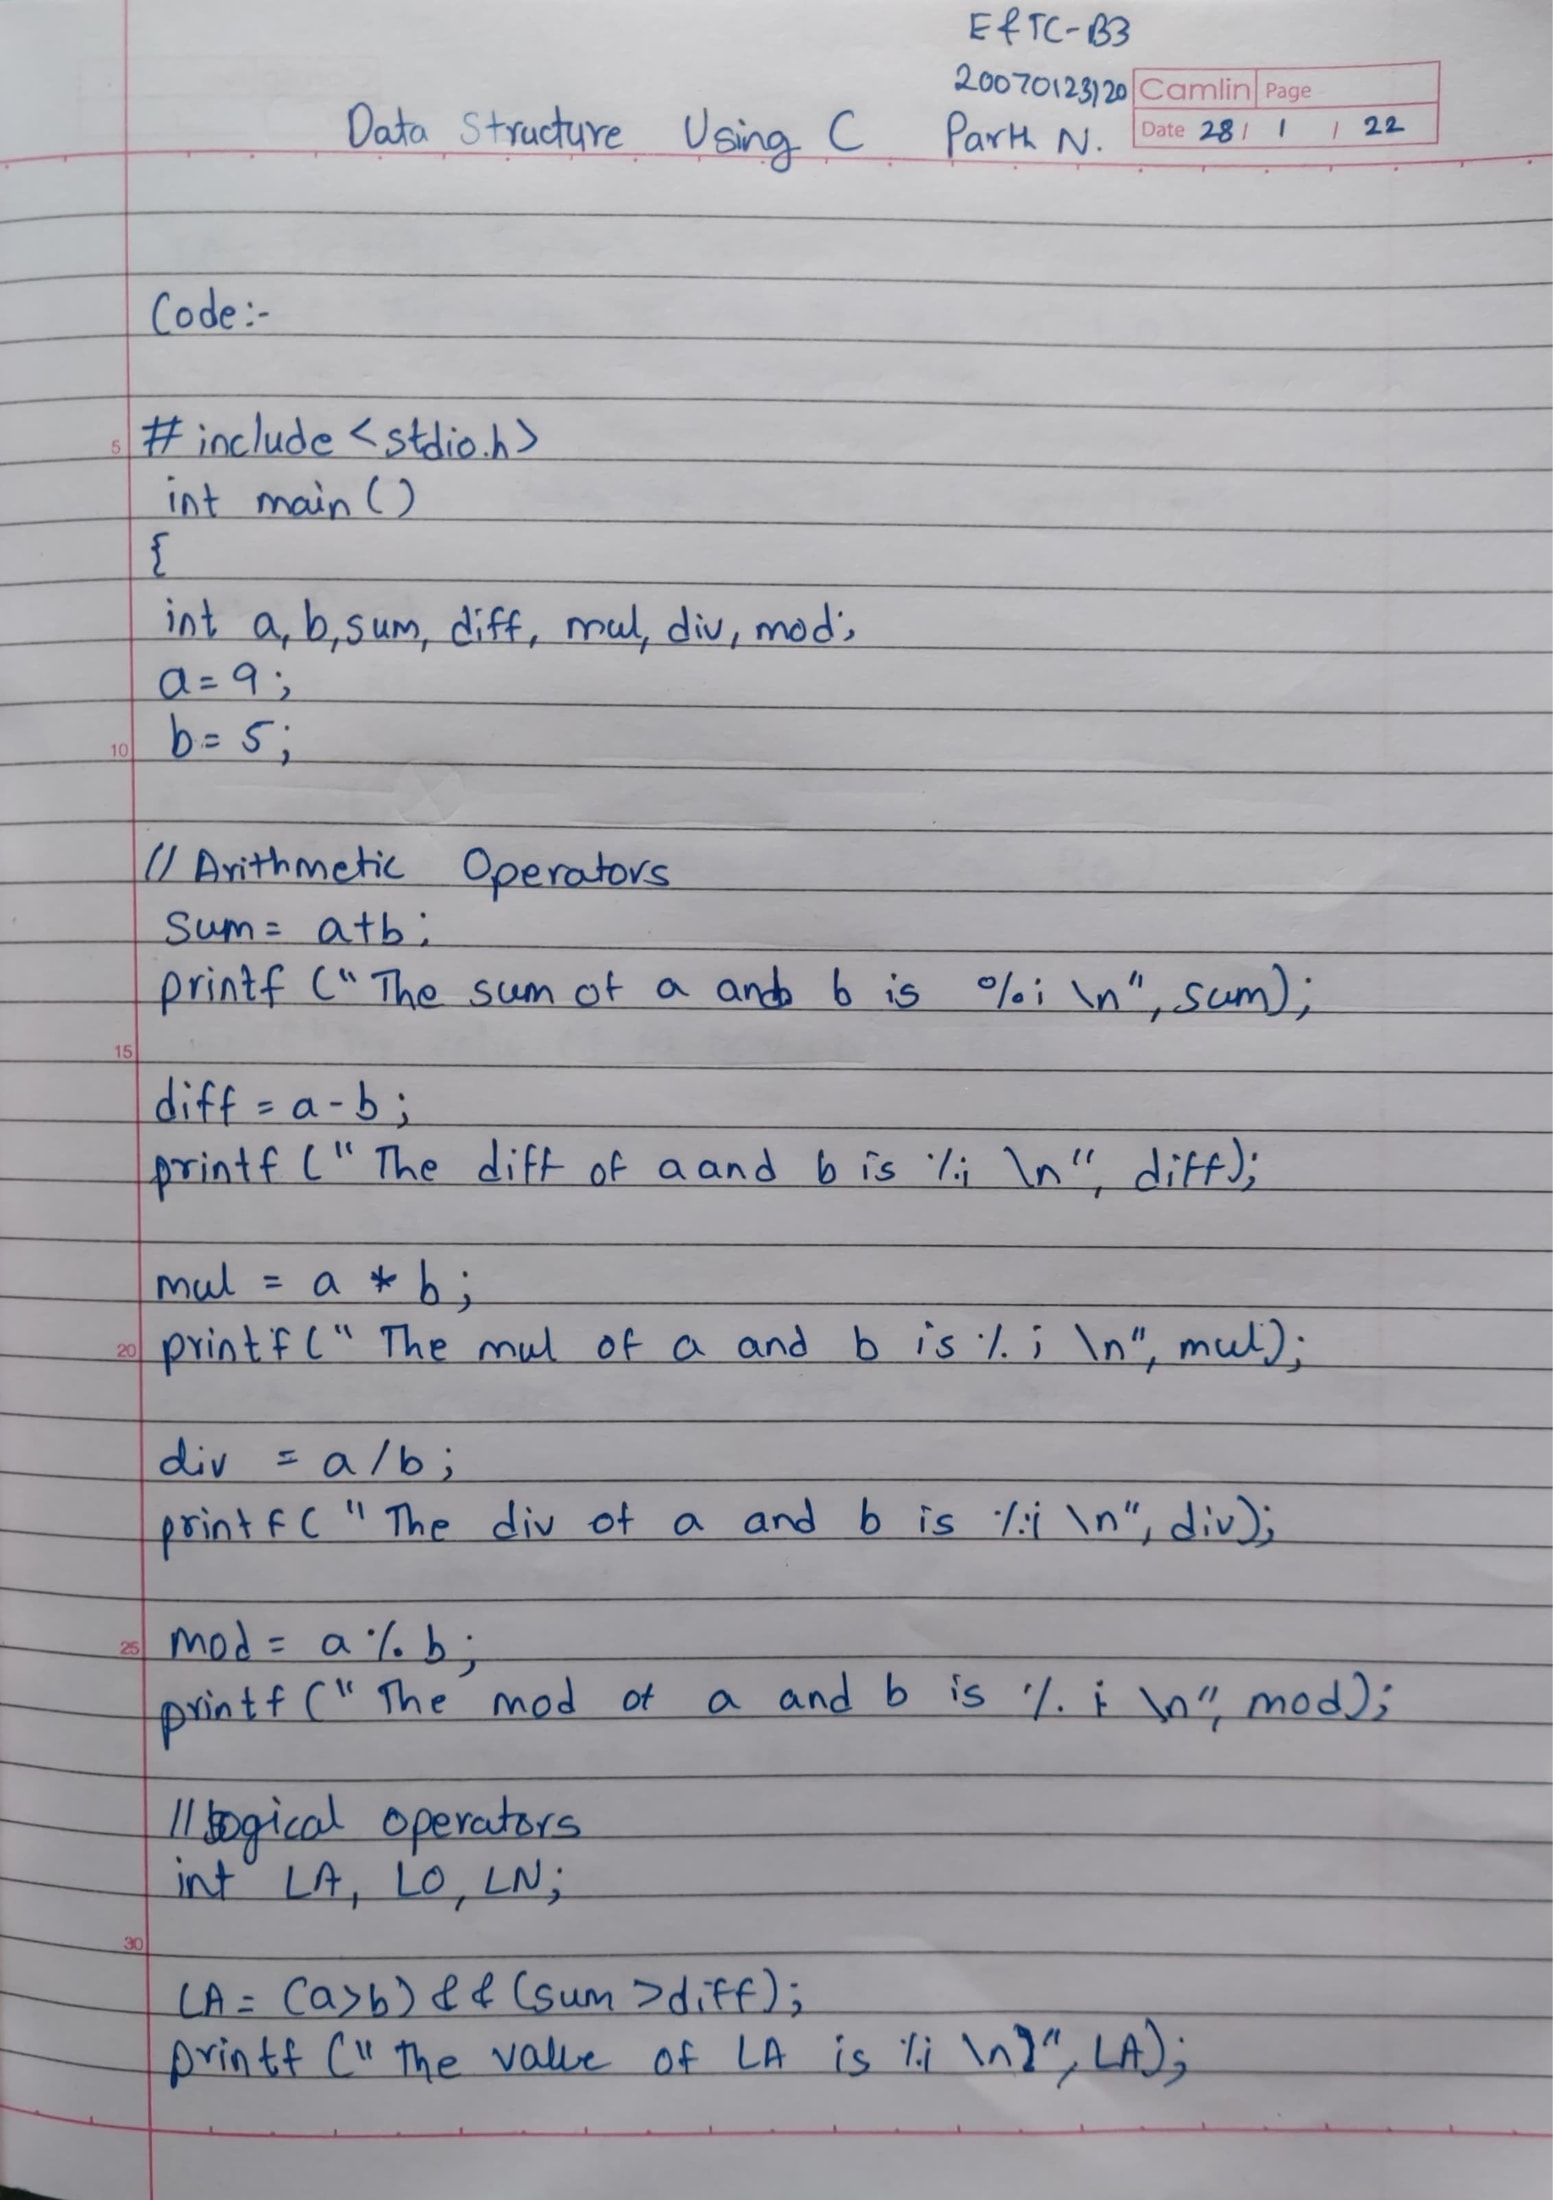 E&TC-B3
20070123120 Camlin Page
Data Structure Using C Parth N. Date 28 / 1 / 22
Code:-
5 #include <stdio.h>
int main()
{
int a, b, sum, diff, mul, div, mod;
a = 9;
10 b = 5;
// Arithmetic Operators
sum = a+b;
printf (" The sum of a and b is %i \n", sum);
15
diff = a - b;
printf (" The diff of a and b is %i \n", diff);
mul = a * b;
20 printf (" The mul of a and b is %i \n", mul);
div = a / b;
printf (" The div of a and b is %i \n", div);
25 mod = a % b;
printf (" The mod of a and b is %i \n", mod);
// logical operators
int LA, LO, LN;
30
LA = (a>b) && (sum >diff);
printf (" The value of LA is %i \n", LA);